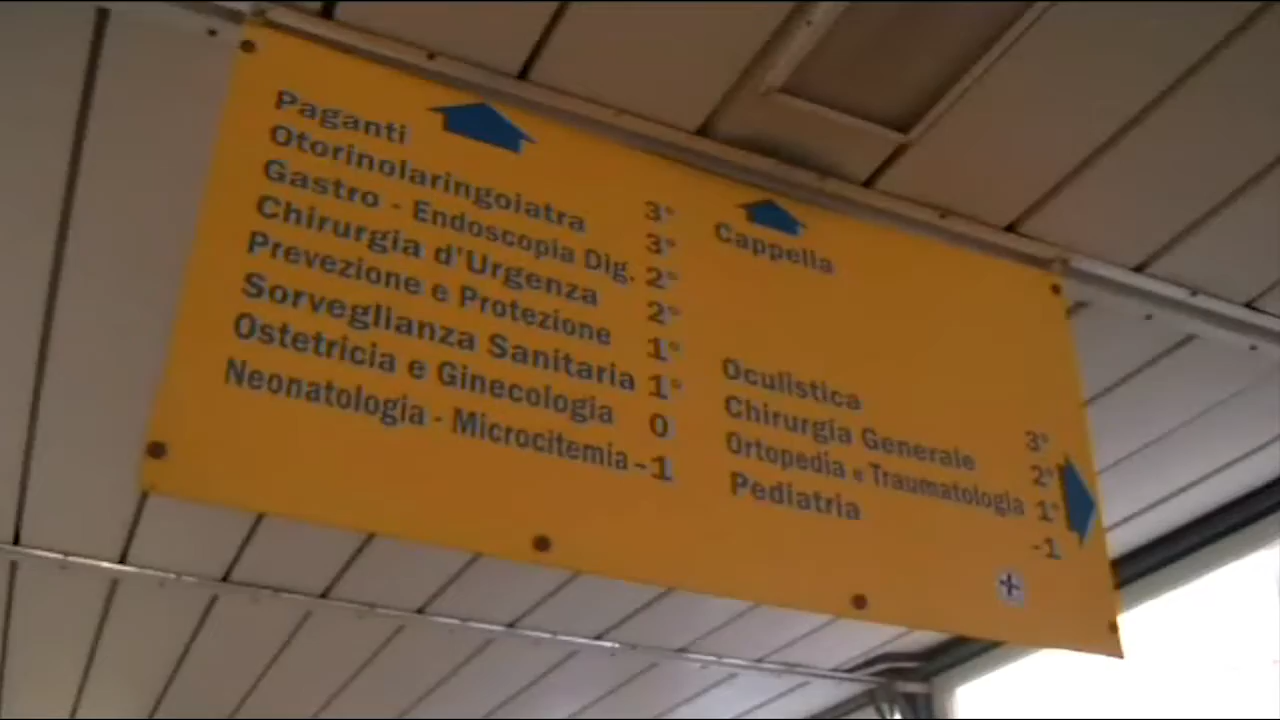 Paganti 3°
Otorinolaringoiatra 3°
Gastro - Endoscopia Dig. 2°
Chirurgia d'Urgenza 2°
Prevezione e Protezione 1°
Sorveglianza Sanitaria 1°
Ostetricia e Ginecologia 0
Neonatologia - Microcitemia -1
Cappella
Oculistica 3°
Chirurgia Generale 2°
Ortopedia e Traumatologia 1°
Pediatria -1